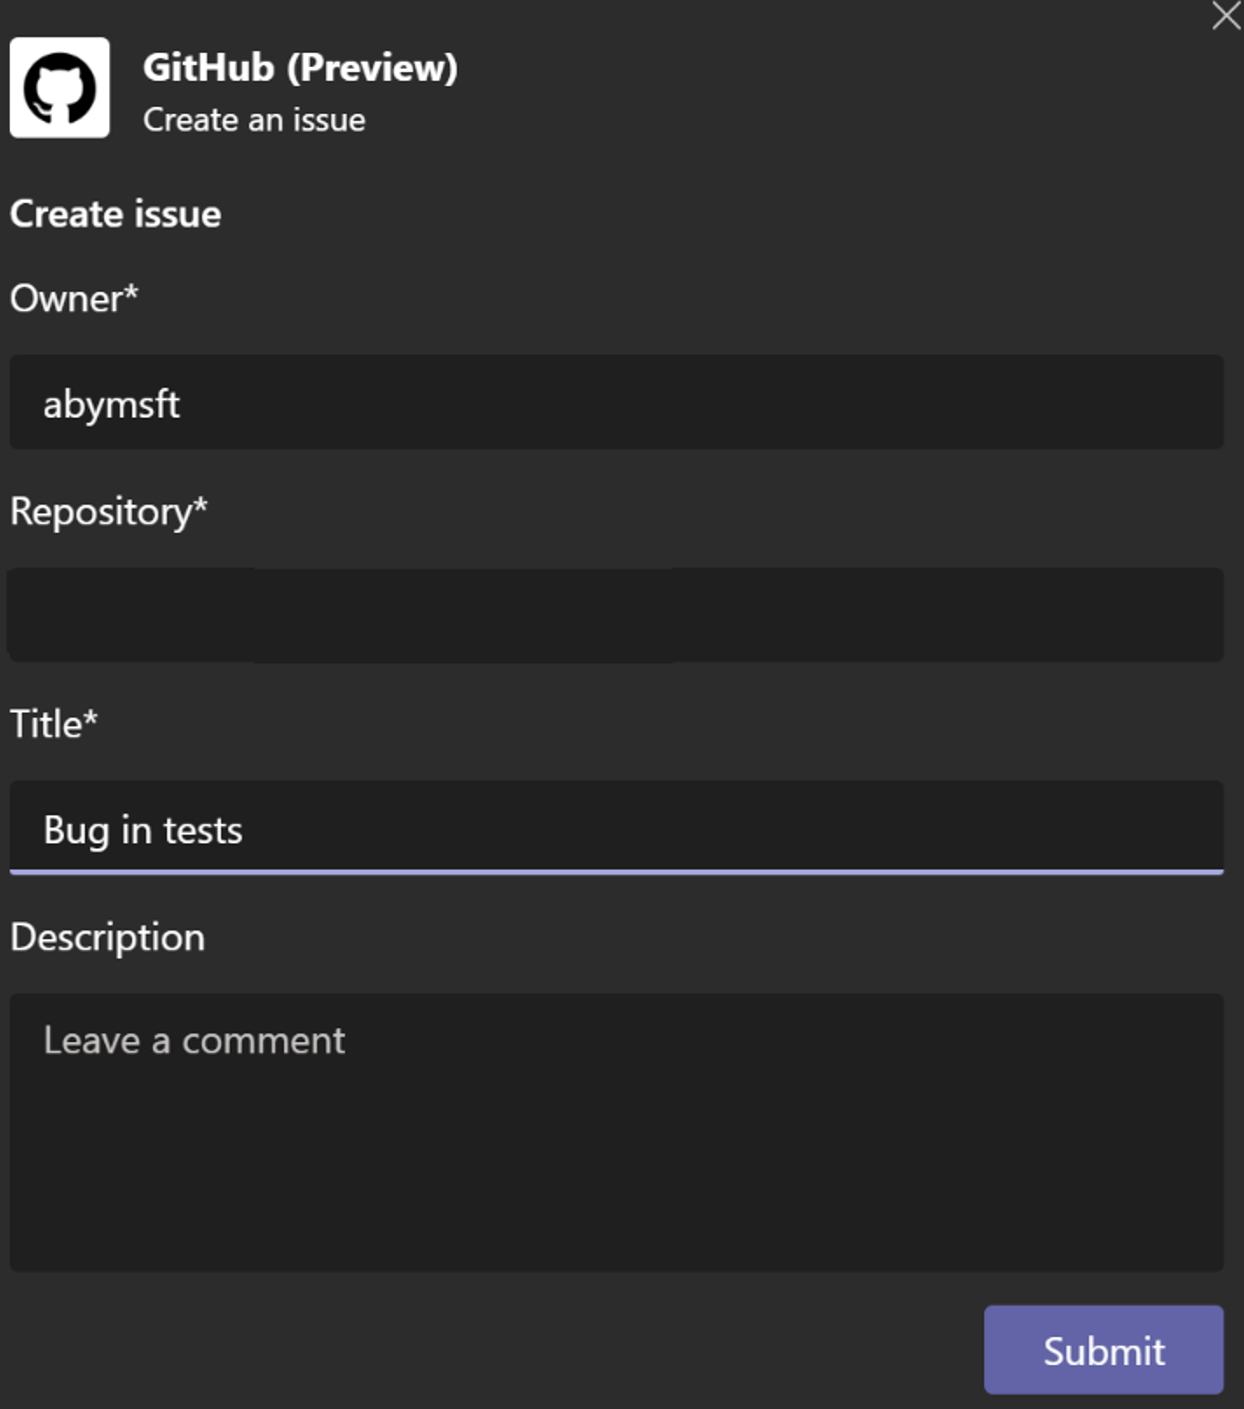 GitHub (Preview)
Create an issue
Create issue
Owner*
abymsft
Repository*
Title*
Bug in tests
Description
Leave a comment
Submit